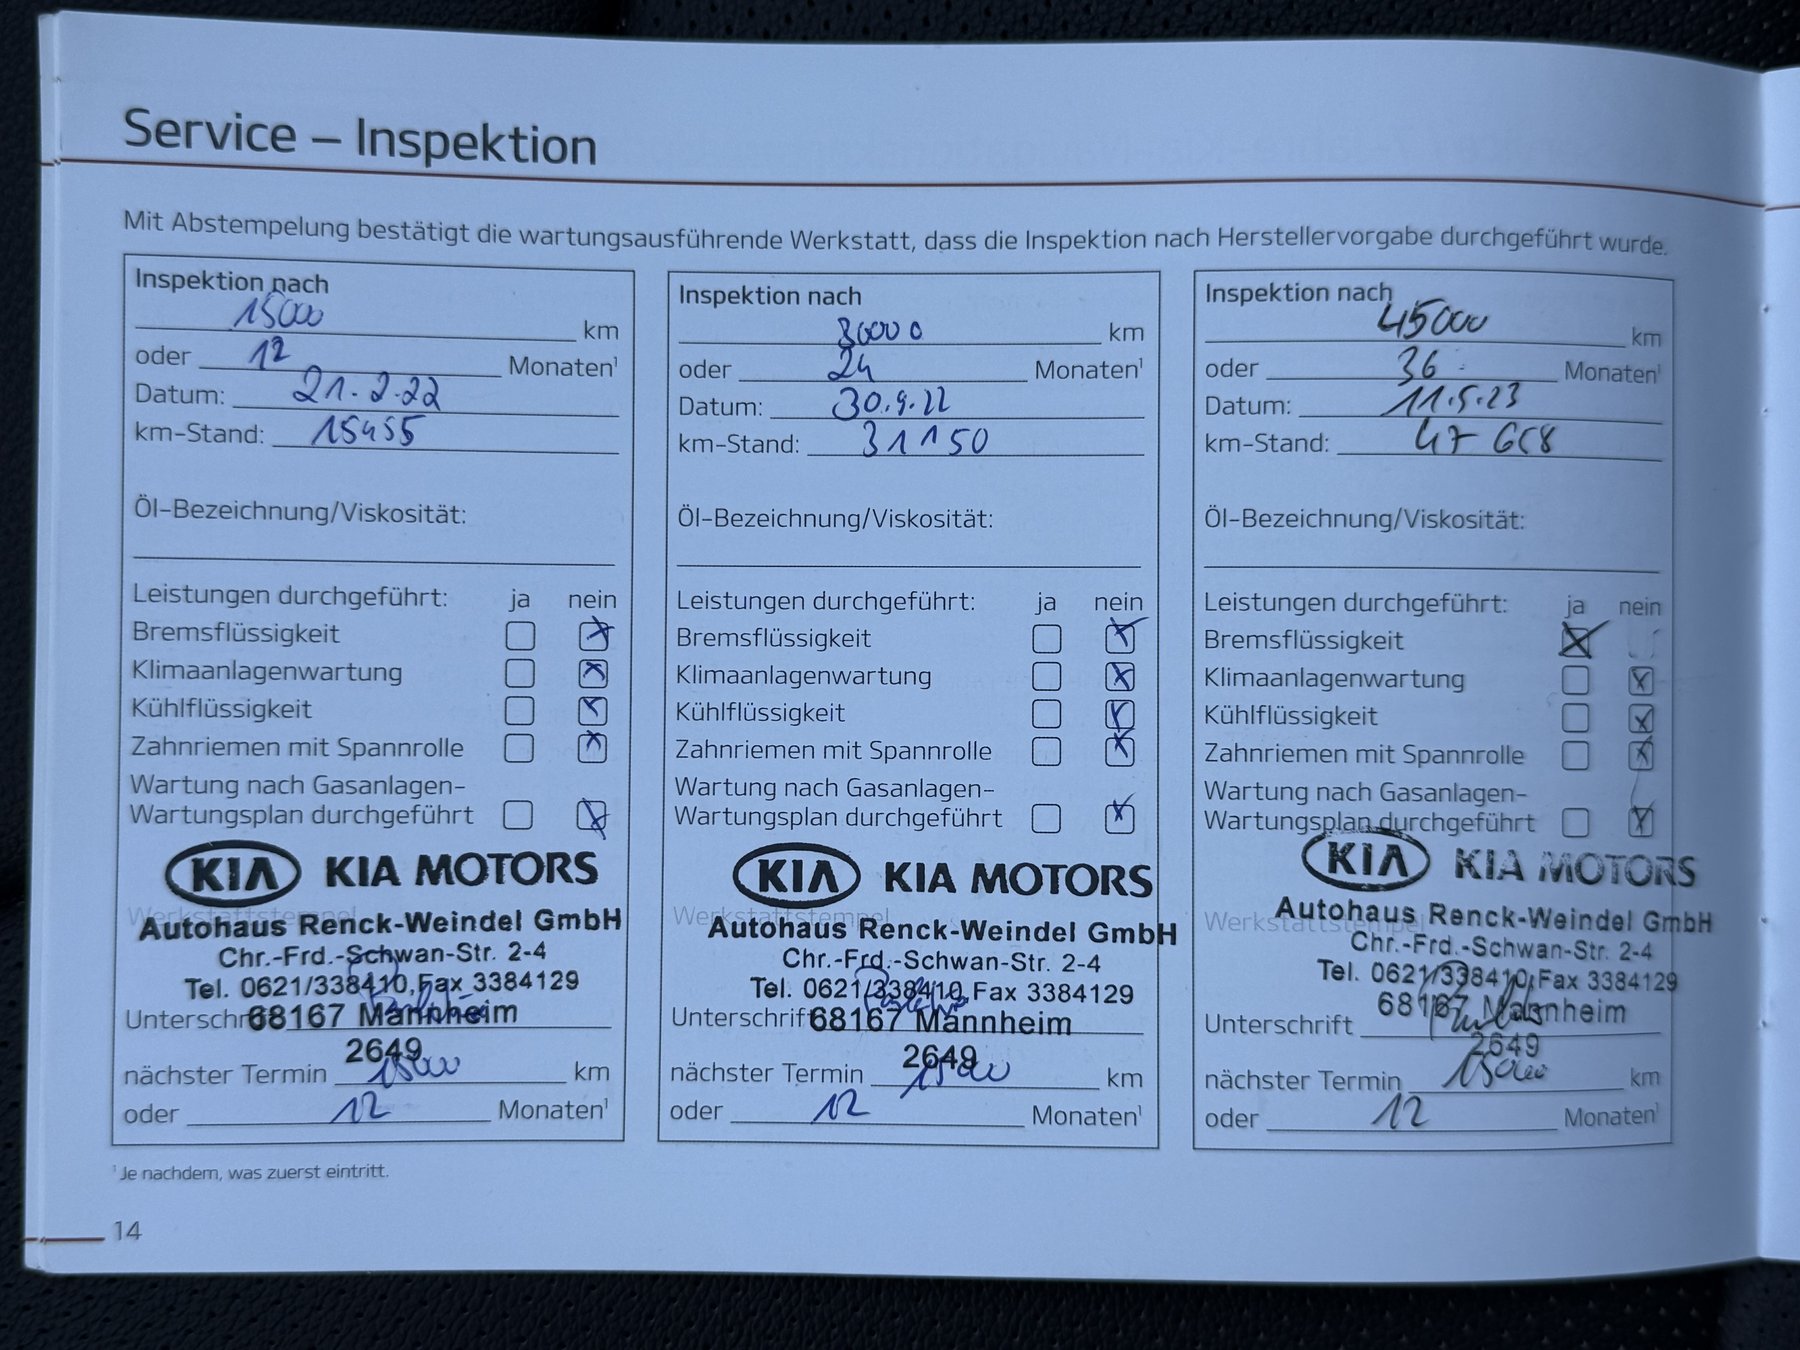 Service – Inspektion
Mit Abstempelung bestätigt die wartungsausführende Werkstatt, dass die Inspektion nach Herstellervorgabe durchgeführt wurde.
Inspektion nach
15000 km
oder 12 Monaten¹
Datum: 21.2.22
km-Stand: 15455
Öl-Bezeichnung/Viskosität:
Leistungen durchgeführt: ja nein
Bremsflüssigkeit
Klimaanlagenwartung
Kühlflüssigkeit
Zahnriemen mit Spannrolle
Wartung nach Gasanlagen-
Wartungsplan durchgeführt
KIA KIA MOTORS
Werkstattstempel
Autohaus Renck-Weindel GmbH
Chr.-Frd.-Schwan-Str. 2-4
Tel. 0621/338410, Fax 3384129
68167 Mannheim
Unterschrift
2649
nächster Termin 15000 km
oder 12 Monaten¹
Inspektion nach
30000 km
oder 24 Monaten¹
Datum: 30.9.22
km-Stand: 31150
Öl-Bezeichnung/Viskosität:
Leistungen durchgeführt: ja nein
Bremsflüssigkeit
Klimaanlagenwartung
Kühlflüssigkeit
Zahnriemen mit Spannrolle
Wartung nach Gasanlagen-
Wartungsplan durchgeführt
KIA KIA MOTORS
Werkstattstempel
Autohaus Renck-Weindel GmbH
Chr.-Frd.-Schwan-Str. 2-4
Tel. 0621/338410, Fax 3384129
68167 Mannheim
Unterschrift
2649
nächster Termin 15000 km
oder 12 Monaten¹
Inspektion nach
45000 km
oder 36 Monaten¹
Datum: 11.5.23
km-Stand: 47
Öl-Bezeichnung/Viskosität:
Leistungen durchgeführt: ja nein
Bremsflüssigkeit
Klimaanlagenwartung
Kühlflüssigkeit
Zahnriemen mit Spannrolle
Wartung nach Gasanlagen-
Wartungsplan durchgeführt
KIA KIA MOTORS
Werkstattstempel
Autohaus Renck-Weindel GmbH
Chr.-Frd.-Schwan-Str. 2-4
Tel. 0621/338410, Fax 3384129
68167 Mannheim
Unterschrift
2649
nächster Termin 15000 km
oder 12 Monaten¹
¹ Je nachdem, was zuerst eintritt.
14